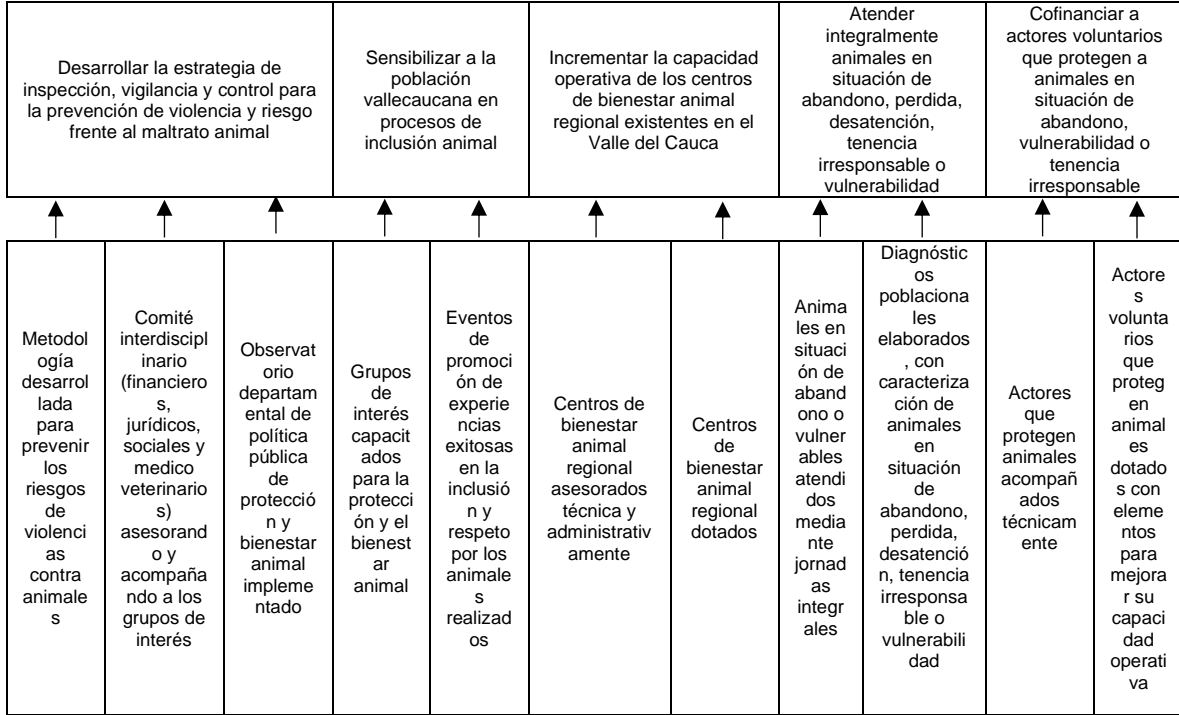 Desarrollar la estrategia de
inspección, vigilancia y control para
la prevención de violencia y riesgo
frente al maltrato animal
Sensibilizar a la
población
vallecaucana en
procesos de
inclusión animal
Incrementar la capacidad
operativa de los centros
de bienestar animal
regional existentes en el
Valle del Cauca
Atender
integralmente
animales en
situación de
abandono, perdida,
desatención,
tenencia
irresponsable o
vulnerabilidad
Cofinanciar a
actores voluntarios
que protegen a
animales en
situación de
abandono,
vulnerabilidad o
tenencia
irresponsable
Metodol
ogía
desarrol
lada
para
prevenir
los
riesgos
de
violenci
as
contra
animale
s
Comité
interdiscipl
inario
(financiero
s,
jurídicos,
sociales y
medico
veterinario
s)
asesorand
o y
acompaña
ndo a los
grupos de
interés
Observat
orio
departam
ental de
política
pública
de
protecció
n y
bienestar
animal
impleme
ntado
Grupos
de
interés
capacit
ados
para la
protecci
ón y el
bienest
ar
animal
Eventos
de
promoci
ón de
experie
ncias
exitosas
en la
inclusió
n y
respeto
por los
animale
s
realizad
os
Centros de
bienestar
animal
regional
asesorados
técnica y
administrativ
amente
Centros
de
bienestar
animal
regional
dotados
Anima
les en
situaci
ón de
aband
ono o
vulner
ables
atendi
dos
media
nte
jornad
as
integr
ales
Diagnóstic
os
poblaciona
les
elaborados
, con
caracteriza
ción de
animales
en
situación
de
abandono,
perdida,
desatenció
n, tenencia
irresponsa
ble o
vulnerabili
dad
Actores
que
protegen
animales
acompañ
ados
técnicam
ente
Actore
s
volunta
rios
que
proteg
en
animal
es
dotado
s con
eleme
ntos
para
mejora
r su
capaci
dad
operati
va